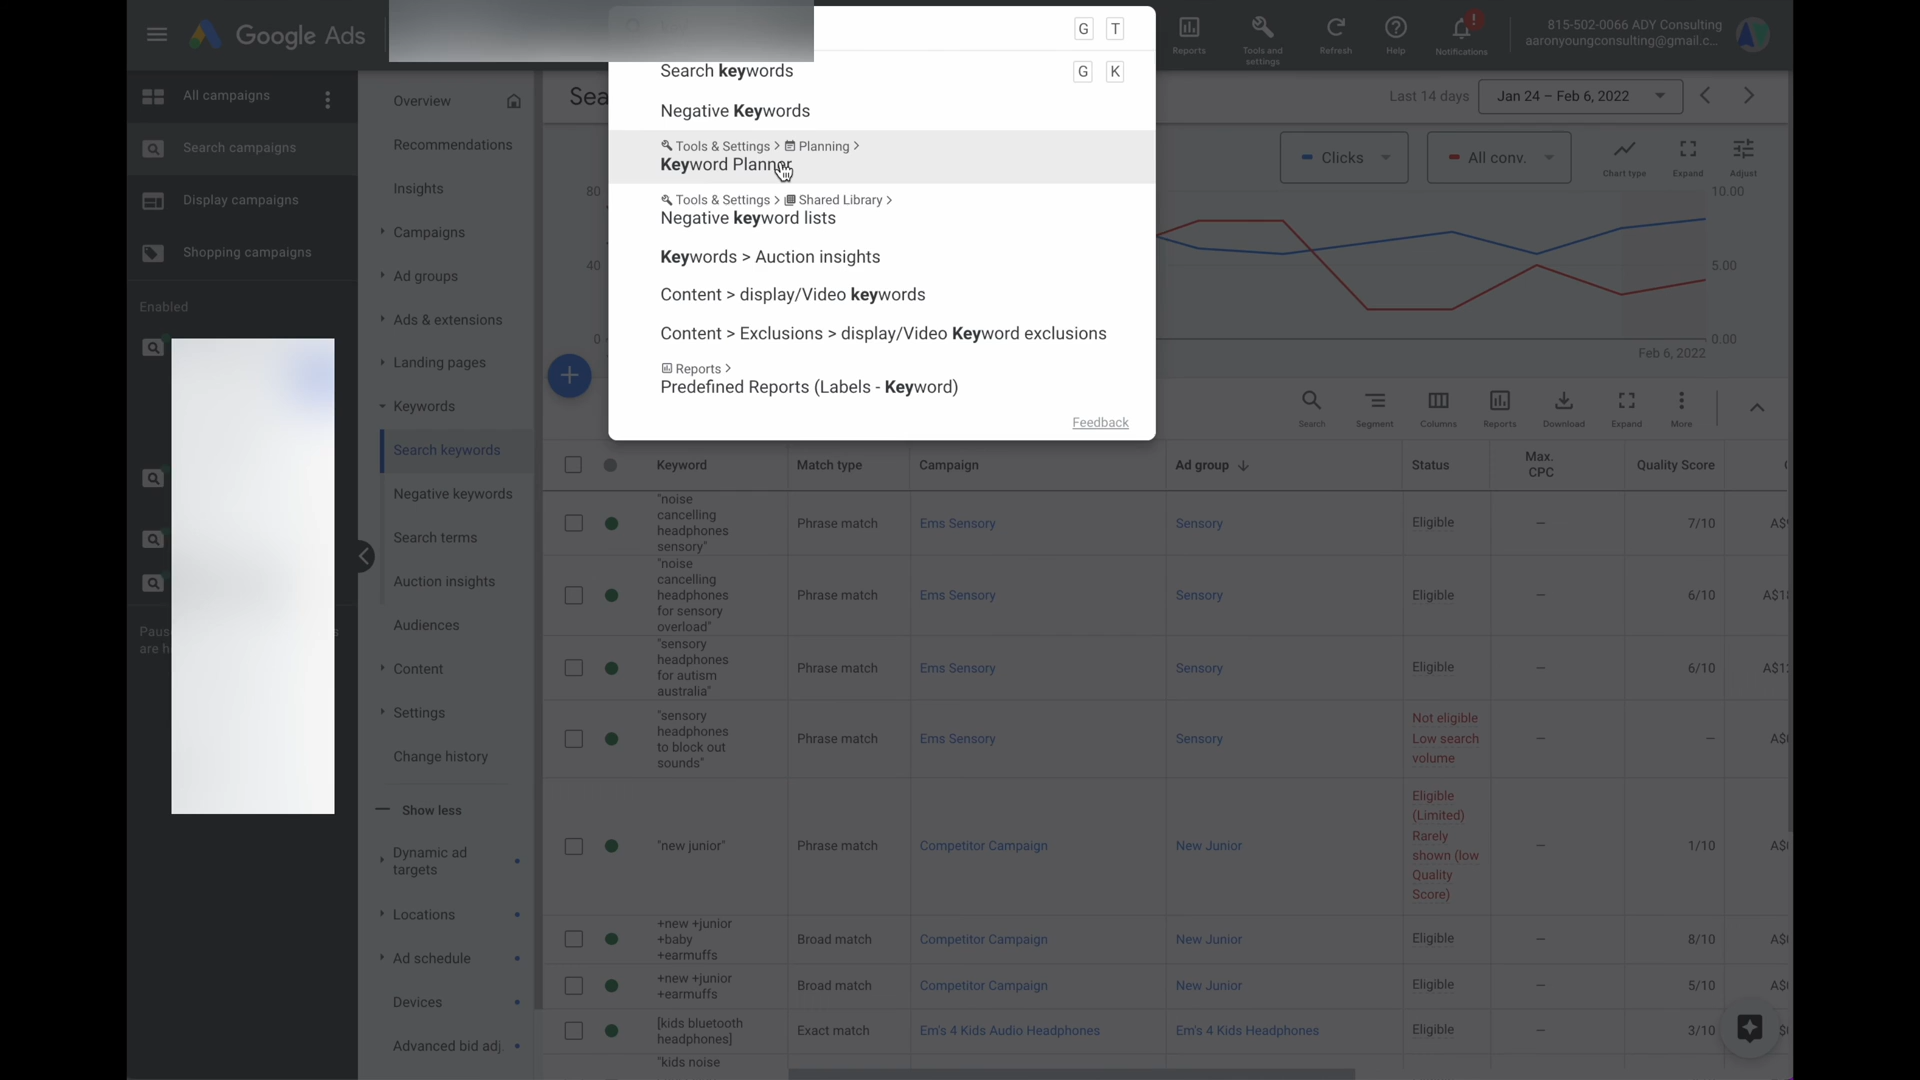 Google Ads
G T
Reports
Tools and
settings
Refresh
Help
!
Notifications
815-502-0066 ADY Consulting
aaronyoungconsulting@gmail.c...
Search keywords
G K
Negative Keywords
Tools & Settings > Planning >
Keyword Planner
Tools & Settings > Shared Library >
Negative keyword lists
Keywords > Auction insights
Content > display/Video keywords
Content > Exclusions > display/Video Keyword exclusions
Reports >
Predefined Reports (Labels - Keyword)
Feedback
All campaigns
Search campaigns
Display campaigns
Shopping campaigns
Enabled
Paus
s
are h
Overview
Recommendations
Insights
Campaigns
Ad groups
Ads & extensions
Landing pages
Keywords
Search keywords
Negative keywords
Search terms
Auction insights
Audiences
Content
Settings
Change history
Show less
Dynamic ad
targets
Locations
Ad schedule
Devices
Advanced bid adj.
Sea
Last 14 days
Jan 24 – Feb 6, 2022
Clicks
All conv.
Chart type
Expand
Adjust
80
40
0
10.00
5.00
0.00
Feb 6, 2022
Search
Segment
Columns
Reports
Download
Expand
More
Keyword Match type Campaign Ad group Status Max. CPC Quality Score
"noise
cancelling
headphones
sensory"
Phrase match Ems Sensory Sensory Eligible — 7/10 A$
"noise
cancelling
headphones
for sensory
overload"
Phrase match Ems Sensory Sensory Eligible — 6/10 A$1
"sensory
headphones
for autism
australia"
Phrase match Ems Sensory Sensory Eligible — 6/10 A$1
"sensory
headphones
to block out
sounds"
Phrase match Ems Sensory Sensory
Not eligible
Low search
volume
— — A$
"new junior" Phrase match Competitor Campaign New Junior
Eligible
(Limited)
Rarely
shown (low
Quality
Score)
— 1/10 A$
+new +junior
+baby
+earmuffs
Broad match Competitor Campaign New Junior Eligible — 8/10 A$
+new +junior
+earmuffs
Broad match Competitor Campaign New Junior Eligible — 5/10 A$
[kids bluetooth
headphones]
Exact match Em's 4 Kids Audio Headphones Em's 4 Kids Headphones Eligible — 3/10
"kids noise